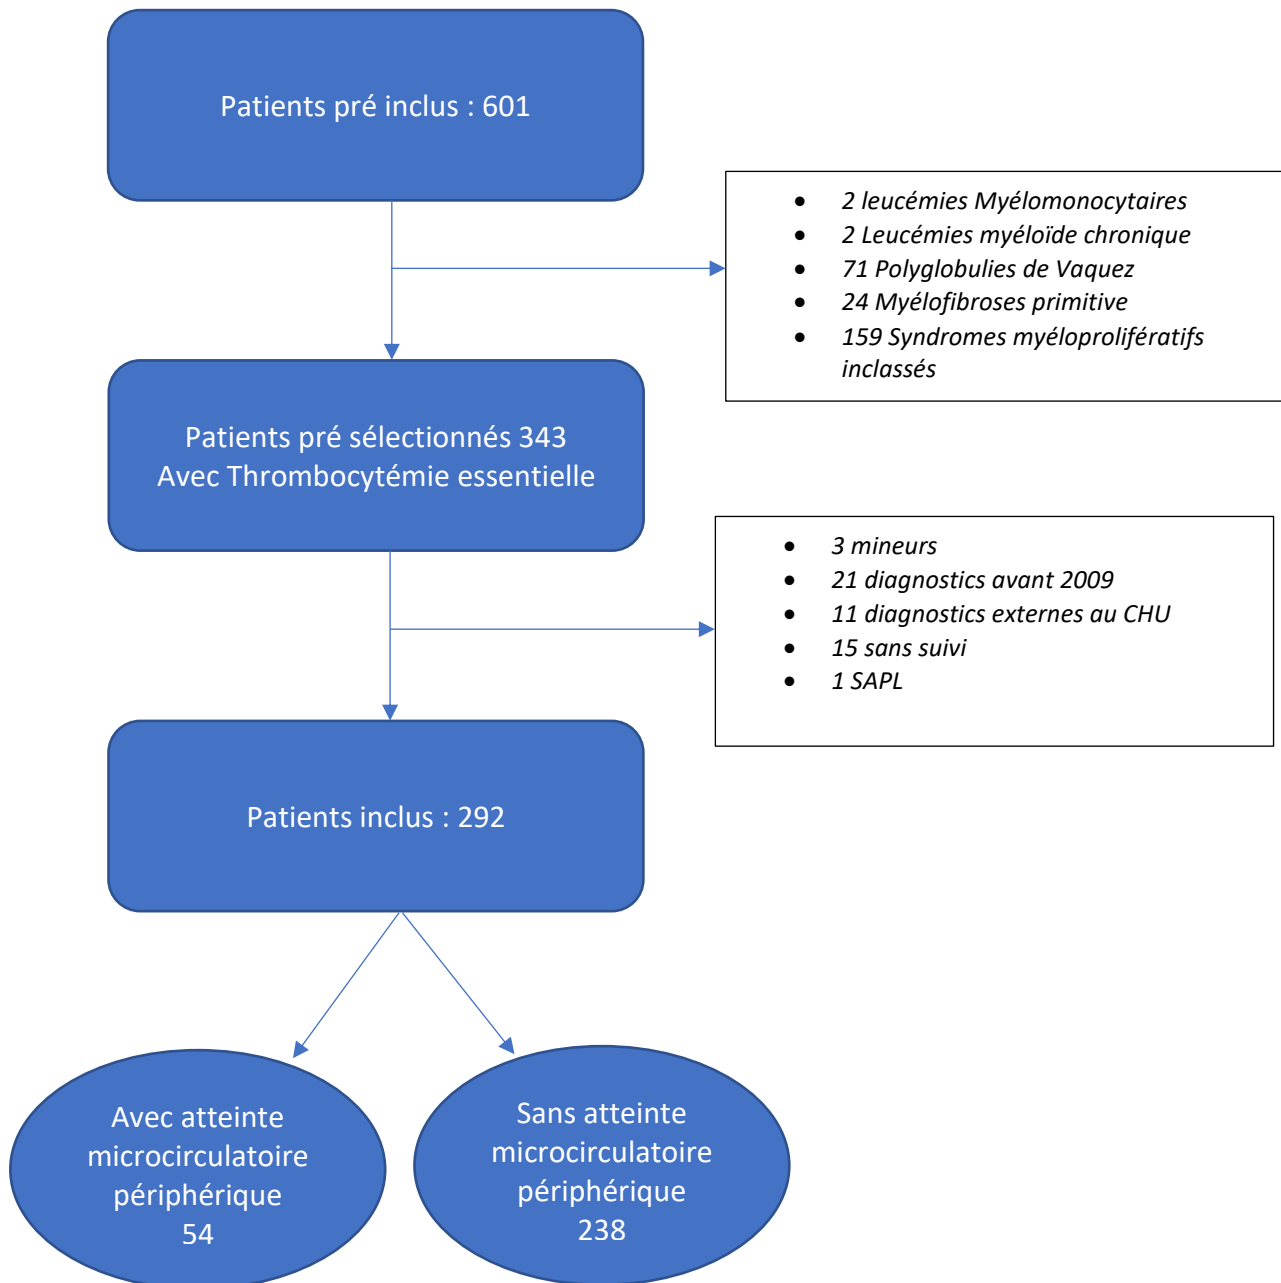 Patients pré inclus : 601
• 2 leucémies Myélomonocytaires
• 2 Leucémies myéloïde chronique
• 71 Polyglobulies de Vaquez
• 24 Myélofibroses primitive
• 159 Syndromes myéloprolifératifs
inclassés
Patients pré sélectionnés 343
Avec Thrombocytémie essentielle
• 3 mineurs
• 21 diagnostics avant 2009
• 11 diagnostics externes au CHU
• 15 sans suivi
• 1 SAPL
Patients inclus : 292
Avec atteinte
microcirculatoire
périphérique
54
Sans atteinte
microcirculatoire
périphérique
238